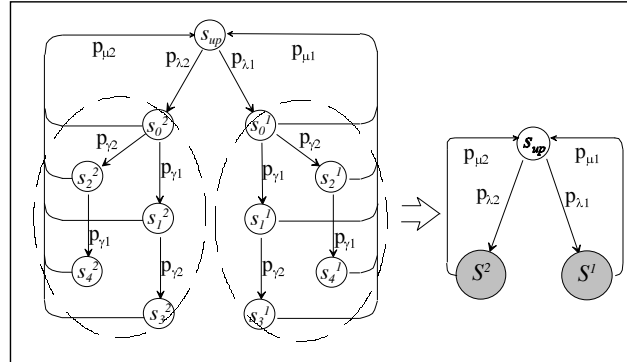 s_up
p_μ2 p_λ2 p_λ1 p_μ1
s_0^2 s_0^1
p_γ2 p_γ1 p_γ1 p_γ2
s_2^2 s_2^1
s_1^2 s_1^1
p_γ1 p_γ2 p_γ2 p_γ1
s_4^2 s_4^1
s_3^2 s_3^1
s_up
p_μ2 p_μ1
p_λ2 p_λ1
S^2 S^1